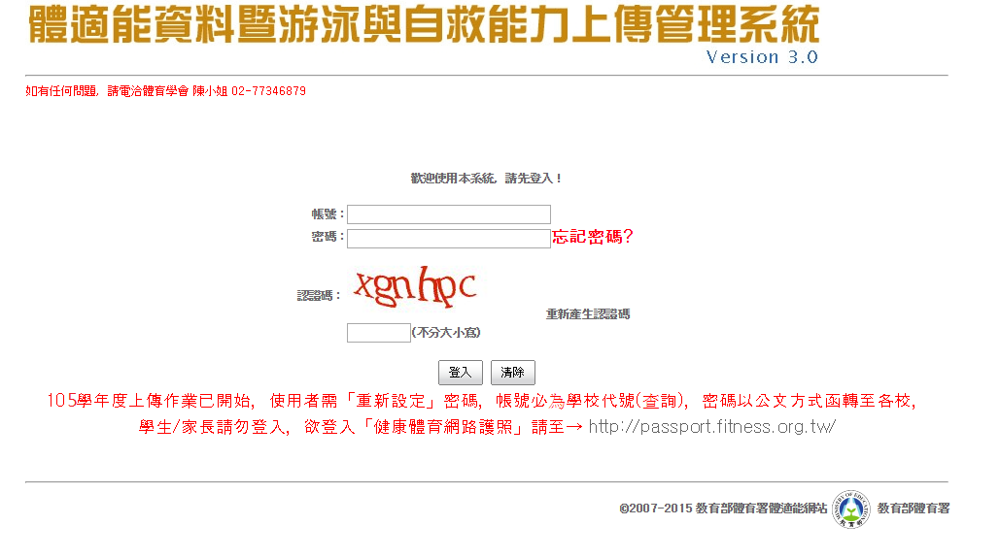 體適能資料暨游泳與自救能力上傳管理系統
Version 3.0
如有任何問題, 請電洽體育學會 陳小姐 02-77346879
歡迎使用本系統, 請先登入！
帳號：
密碼：
忘記密碼?
認證碼：
xgnhpc
重新產生認證碼
(不分大小寫)
登入 清除
105學年度上傳作業已開始, 使用者需「重新設定」密碼, 帳號必為學校代號(查詢), 密碼以公文方式函轉至各校,
學生/家長請勿登入, 欲登入「健康體育網路護照」請至→ http://passport.fitness.org.tw/
©2007-2015 教育部體育署體適能網站
MINISTRY OF EDUCATION
教育部
教育部體育署